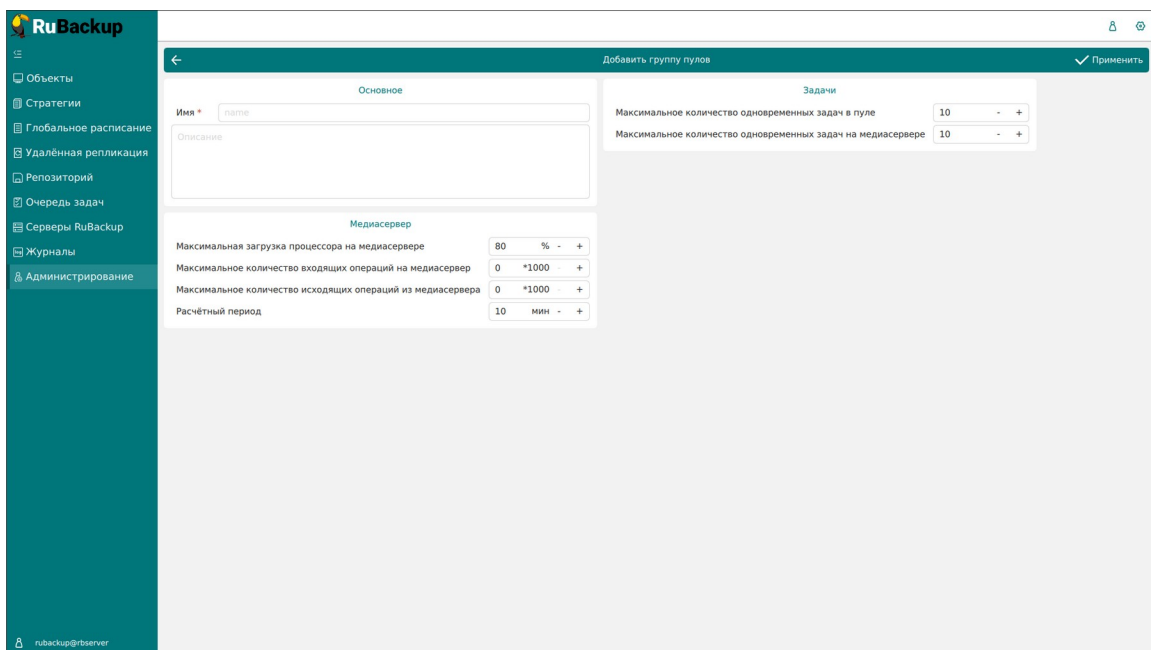 RuBackup
Объекты
Стратегии
Глобальное расписание
Удалённая репликация
Репозиторий
Очередь задач
Серверы RuBackup
Журналы
Администрирование
rubackup@rbserver
Добавить группу пулов
Применить
Основное
Имя *
name
Описание
Медиасервер
Максимальная загрузка процессора на медиасервере 80 % - +
Максимальное количество входящих операций на медиасервер 0 *1000 - +
Максимальное количество исходящих операций из медиасервера 0 *1000 - +
Расчётный период 10 мин - +
Задачи
Максимальное количество одновременных задач в пуле 10 - +
Максимальное количество одновременных задач на медиасервере 10 - +